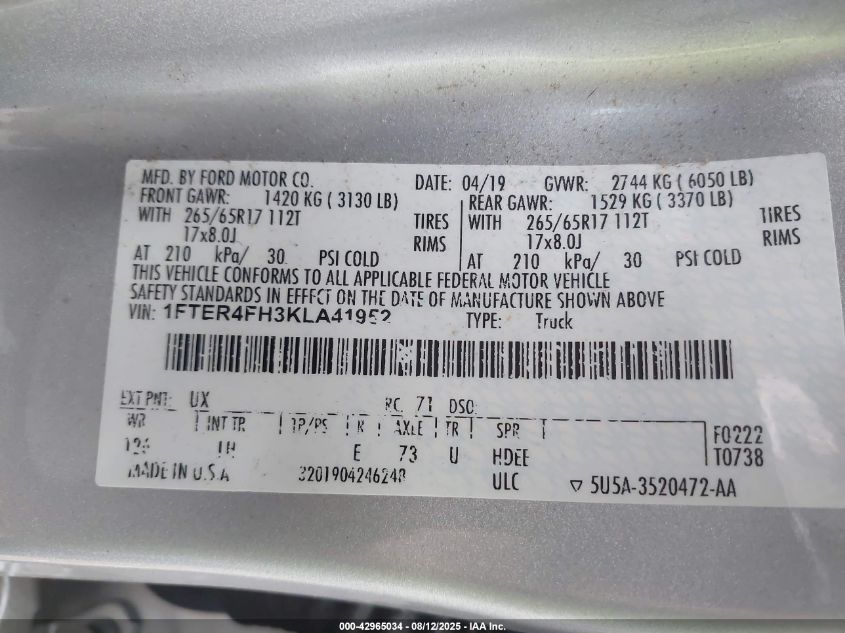 MFD. BY FORD MOTOR CO. DATE: 04/19 GVWR: 2744 KG ( 6050 LB)
FRONT GAWR: 1420 KG ( 3130 LB) REAR GAWR: 1529 KG ( 3370 LB)
WITH 265/65R17 112T TIRES WITH 265/65R17 112T TIRES
17x8.0J RIMS 17x8.0J RIMS
AT 210 kPa/ 30 PSI COLD AT 210 kPa/ 30 PSI COLD
THIS VEHICLE CONFORMS TO ALL APPLICABLE FEDERAL MOTOR VEHICLE
SAFETY STANDARDS IN EFFECT ON THE DATE OF MANUFACTURE SHOWN ABOVE
VIN: 1FTER4FH3KLA41952 TYPE: Truck
EXT PNT: UX RC: 71 DSO:
WB INT TR TP/PS R AXLE TR SPR F0222
E 73 U HDEE T0738
MADE IN U.S.A 3201904246248 ULC ▽ 5U5A-3520472-AA
000-42965034 - 08/12/2025 - IAA Inc.